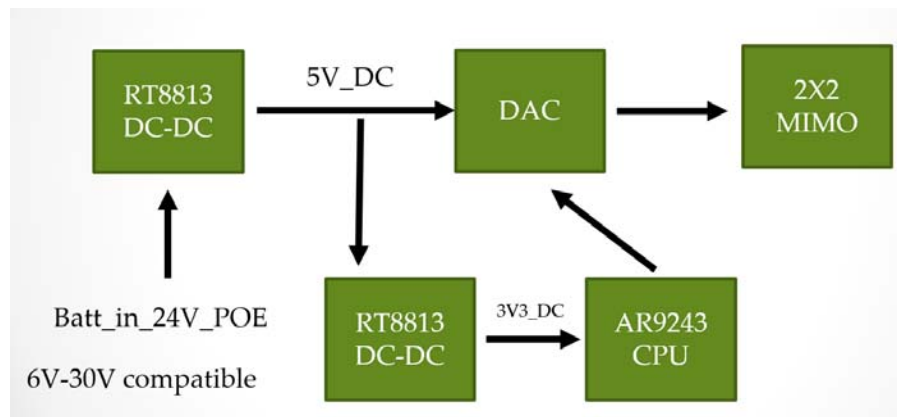 RT8813
DC-DC
5V_DC
DAC
2X2
MIMO
Batt_in_24V_POE
6V-30V compatible
RT8813
DC-DC
3V3_DC
AR9243
CPU